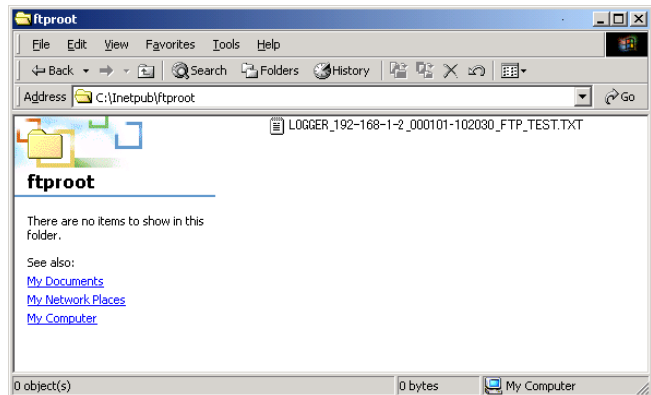 ftproot
File Edit View Favorites Tools Help
Back Search Folders History
Address C:\Inetpub\ftproot Go
LOGGER_192-168-1-2_000101-102030_FTP_TEST.TXT
ftproot
There are no items to show in this
folder.
See also:
My Documents
My Network Places
My Computer
0 object(s) 0 bytes My Computer